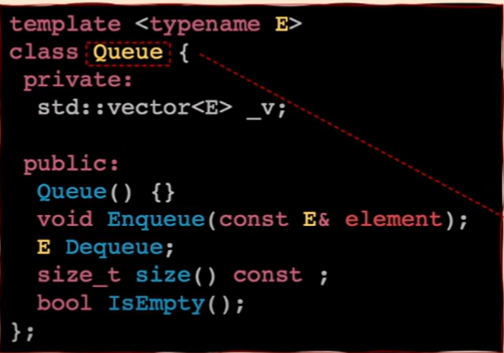 template <typename E>
class Queue {
private:
std::vector<E> _v;
public:
Queue() {}
void Enqueue(const E& element);
E Dequeue;
size_t size() const ;
bool IsEmpty();
};